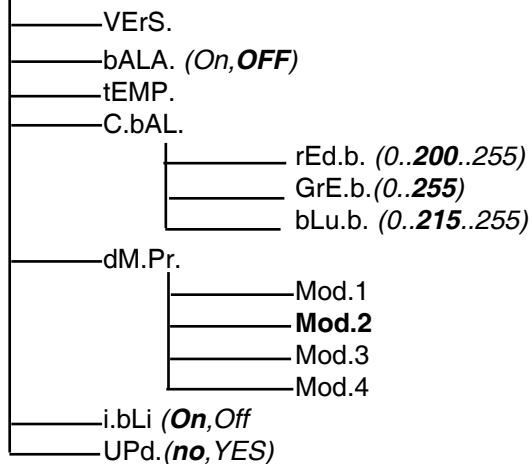 VErS.
bALA. (On,OFF)
tEMP.
C.bAL.
rEd.b. (0..200..255)
GrE.b.(0..255)
bLu.b. (0..215..255)
dM.Pr.
Mod.1
Mod.2
Mod.3
Mod.4
i.bLi (On,Off
UPd.(no,YES)